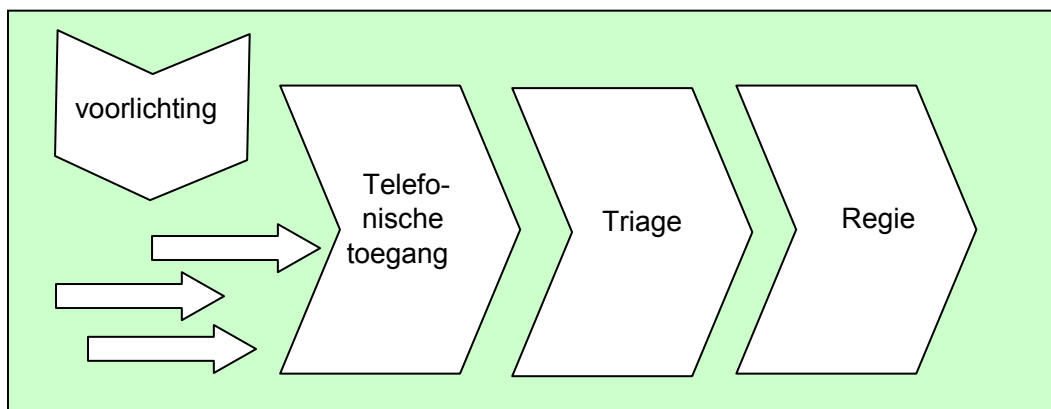 voorlichting
Telefo-
nische
toegang
Triage
Regie